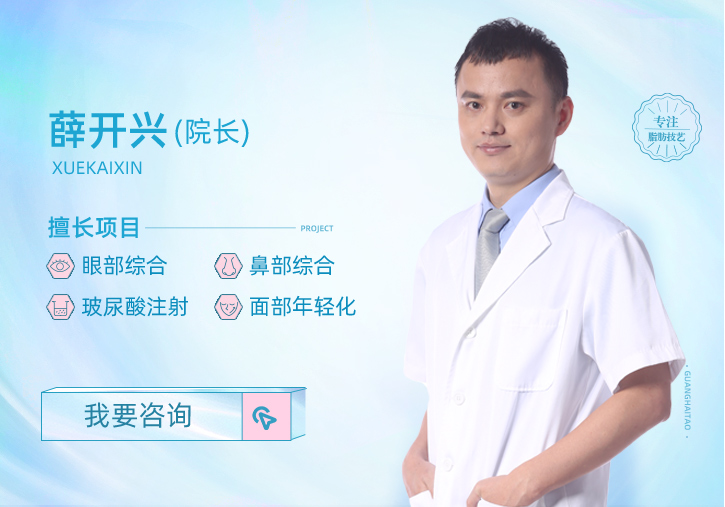 薛开兴(院长)
XUEKAIXIN
专注
脂肪技艺
擅长项目
PROJECT
眼部综合
鼻部综合
玻尿酸注射
面部年轻化
我要咨询
GUANGHAITAO